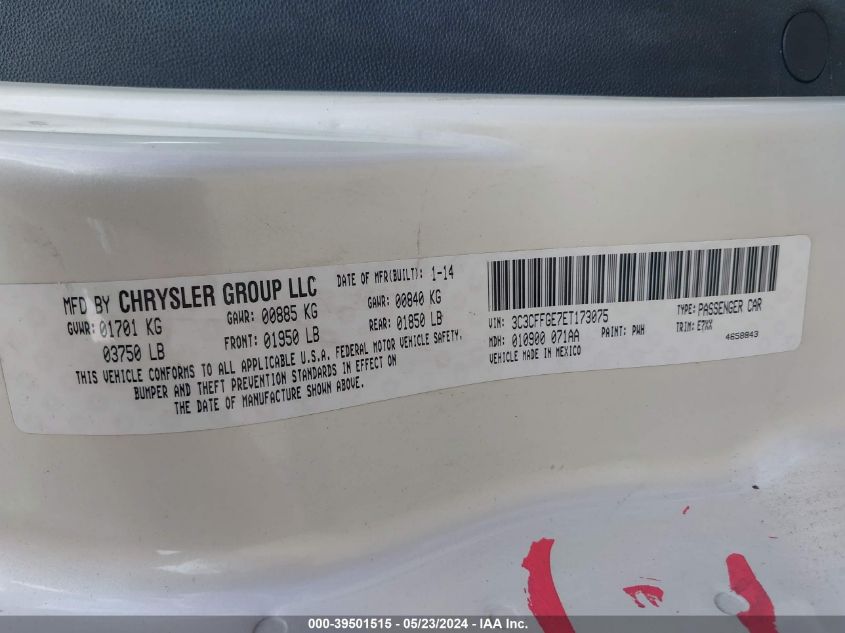 MFD BY CHRYSLER GROUP LLC
DATE OF MFR(BUILT): 1-14
GVWR: 01701 KG
03750 LB
GAWR: 00885 KG
FRONT: 01950 LB
GAWR: 00840 KG
REAR: 01850 LB
THIS VEHICLE CONFORMS TO ALL APPLICABLE U.S.A. FEDERAL MOTOR VEHICLE SAFETY,
BUMPER AND THEFT PREVENTION STANDARDS IN EFFECT ON
THE DATE OF MANUFACTURE SHOWN ABOVE.
VIN: 3C3CFFGE7ET173075
TYPE: PASSENGER CAR
MDH: 010900 071AA
PAINT: PWH
TRIM: E7KX
VEHICLE MADE IN MEXICO
4658843
000-39501515 - 05/23/2024 - IAA Inc.